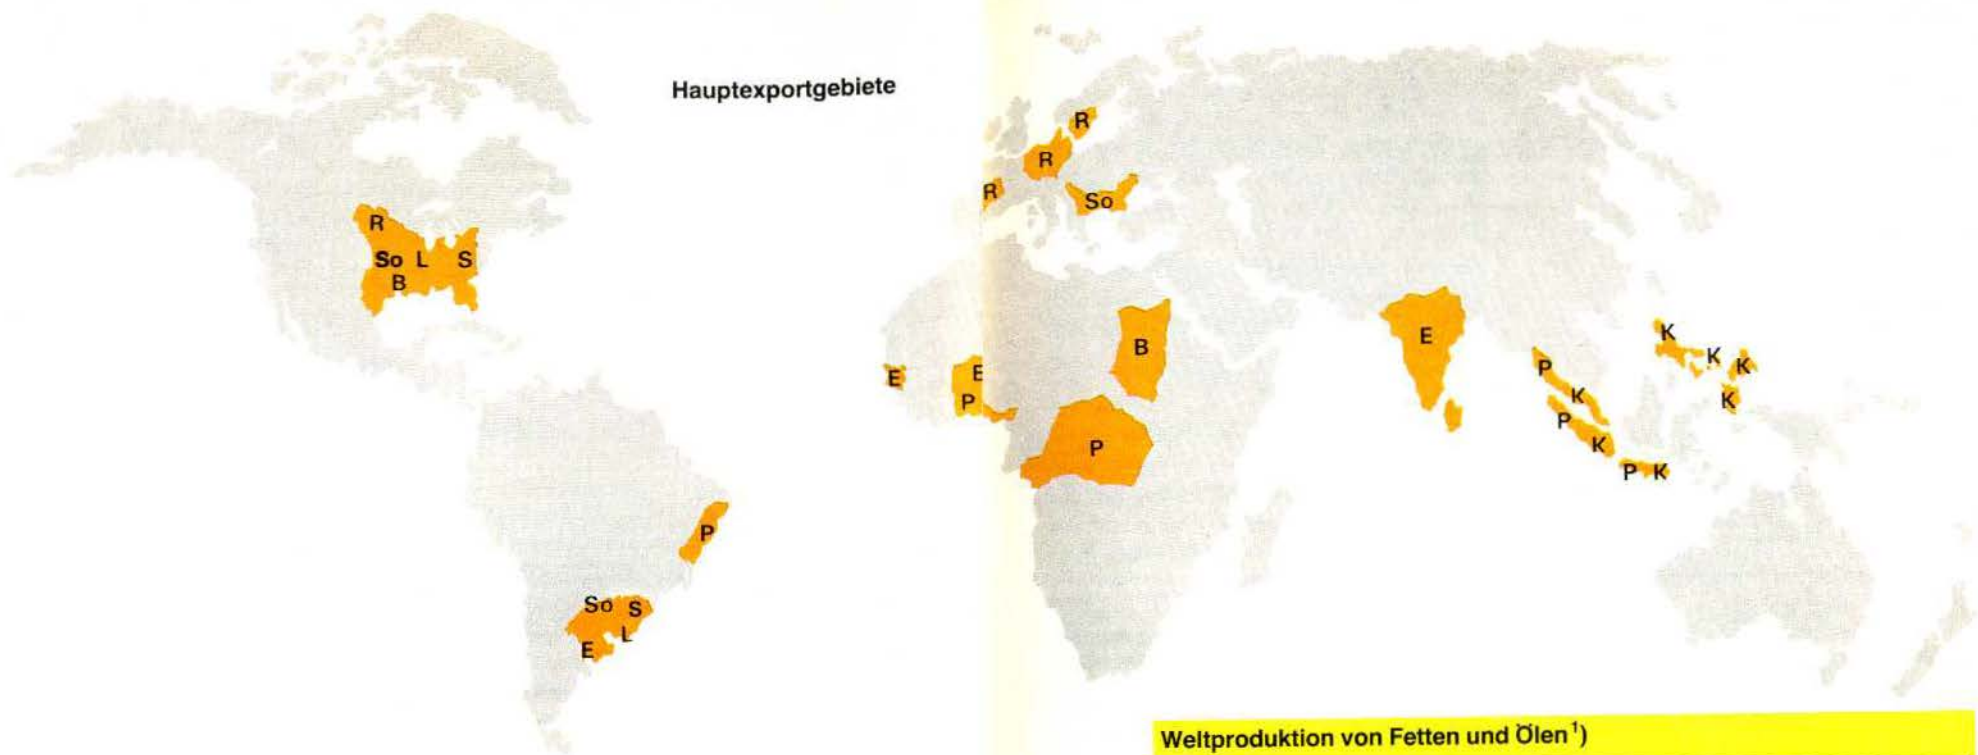 Hauptexportgebiete
R
R
R
So
R
So L S
B
E
E
B
K
K
K
P
K
K
P
K
P K
E
P
E
P
P
So S
L
E
Weltproduktion von Fetten und Ölen¹)